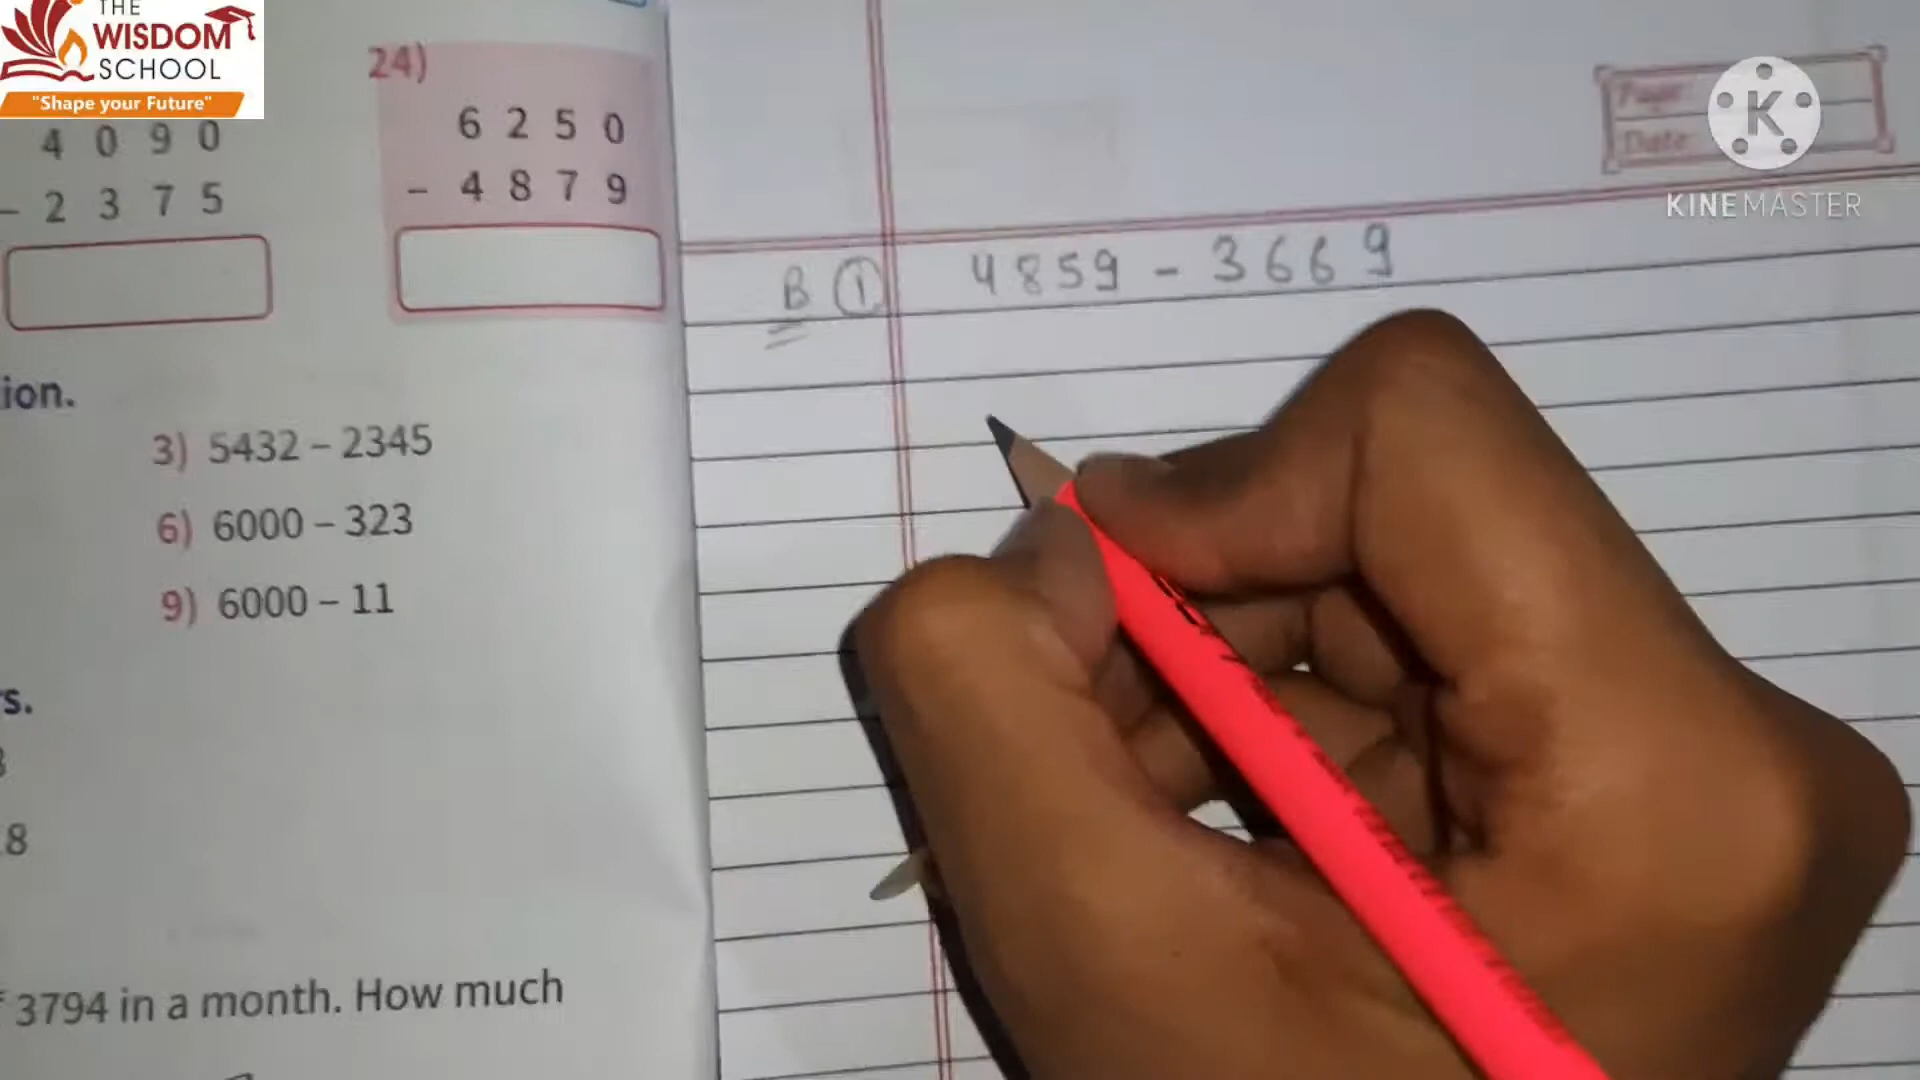 THE
WISDOM
SCHOOL
"Shape your Future"
4 0 9 0
- 2 3 7 5
24)
6 2 5 0
- 4 8 7 9
ion.
3) 5432 – 2345
6) 6000 – 323
9) 6000 – 11
s.
8
3794 in a month. How much
Page:
Date:
K
KINEMASTER
B 1 4859 - 3669